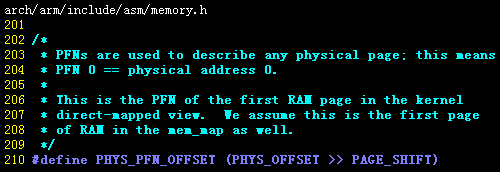 arch/arm/include/asm/memory.h
201
202 /*
203  * PFNs are used to describe any physical page; this means
204  * PFN 0 == physical address 0.
205  *
206  * This is the PFN of the first RAM page in the kernel
207  * direct-mapped view.  We assume this is the first page
208  * of RAM in the mem_map as well.
209  */
210 #define PHYS_PFN_OFFSET (PHYS_OFFSET >> PAGE_SHIFT)